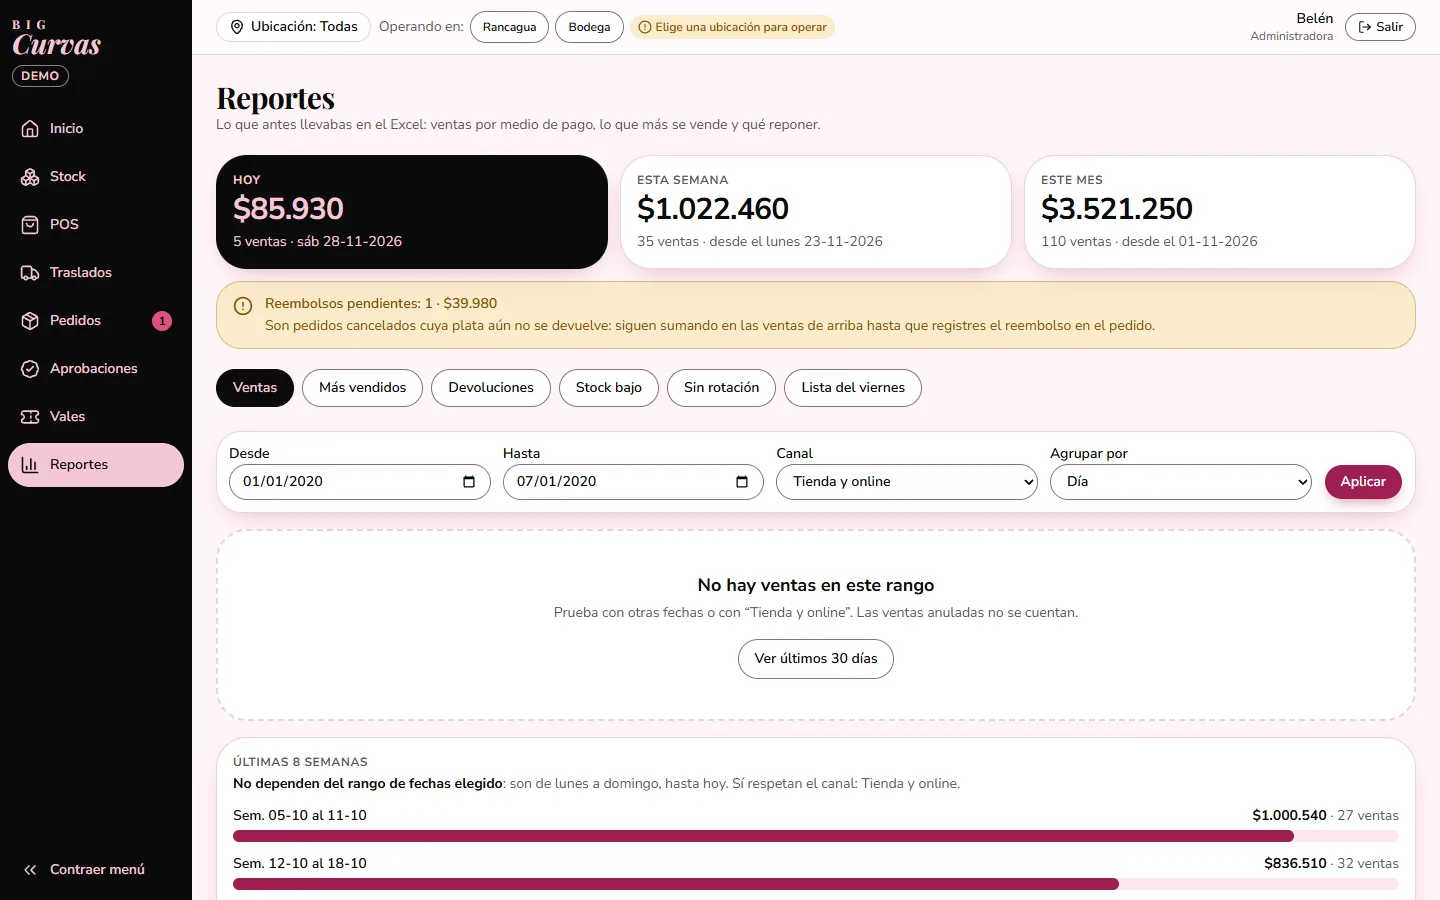 BIG
Curvas
DEMO
Inicio
Stock
POS
Traslados
Pedidos 1
Aprobaciones
Vales
Reportes
Contraer menú
Ubicación: Todas Operando en: Rancagua Bodega Elige una ubicación para operar
Belén
Administradora
Salir
Reportes
Lo que antes llevabas en el Excel: ventas por medio de pago, lo que más se vende y qué reponer.
HOY
$85.930
5 ventas · sáb 28-11-2026
ESTA SEMANA
$1.022.460
35 ventas · desde el lunes 23-11-2026
ESTE MES
$3.521.250
110 ventas · desde el 01-11-2026
Reembolsos pendientes: 1 · $39.980
Son pedidos cancelados cuya plata aún no se devuelve: siguen sumando en las ventas de arriba hasta que registres el reembolso en el pedido.
Ventas Más vendidos Devoluciones Stock bajo Sin rotación Lista del viernes
Desde Hasta Canal Agrupar por
01/01/2020 07/01/2020 Tienda y online Día Aplicar
No hay ventas en este rango
Prueba con otras fechas o con “Tienda y online”. Las ventas anuladas no se cuentan.
Ver últimos 30 días
ÚLTIMAS 8 SEMANAS
No dependen del rango de fechas elegido: son de lunes a domingo, hasta hoy. Sí respetan el canal: Tienda y online.
Sem. 05-10 al 11-10 $1.000.540 · 27 ventas
Sem. 12-10 al 18-10 $836.510 · 32 ventas